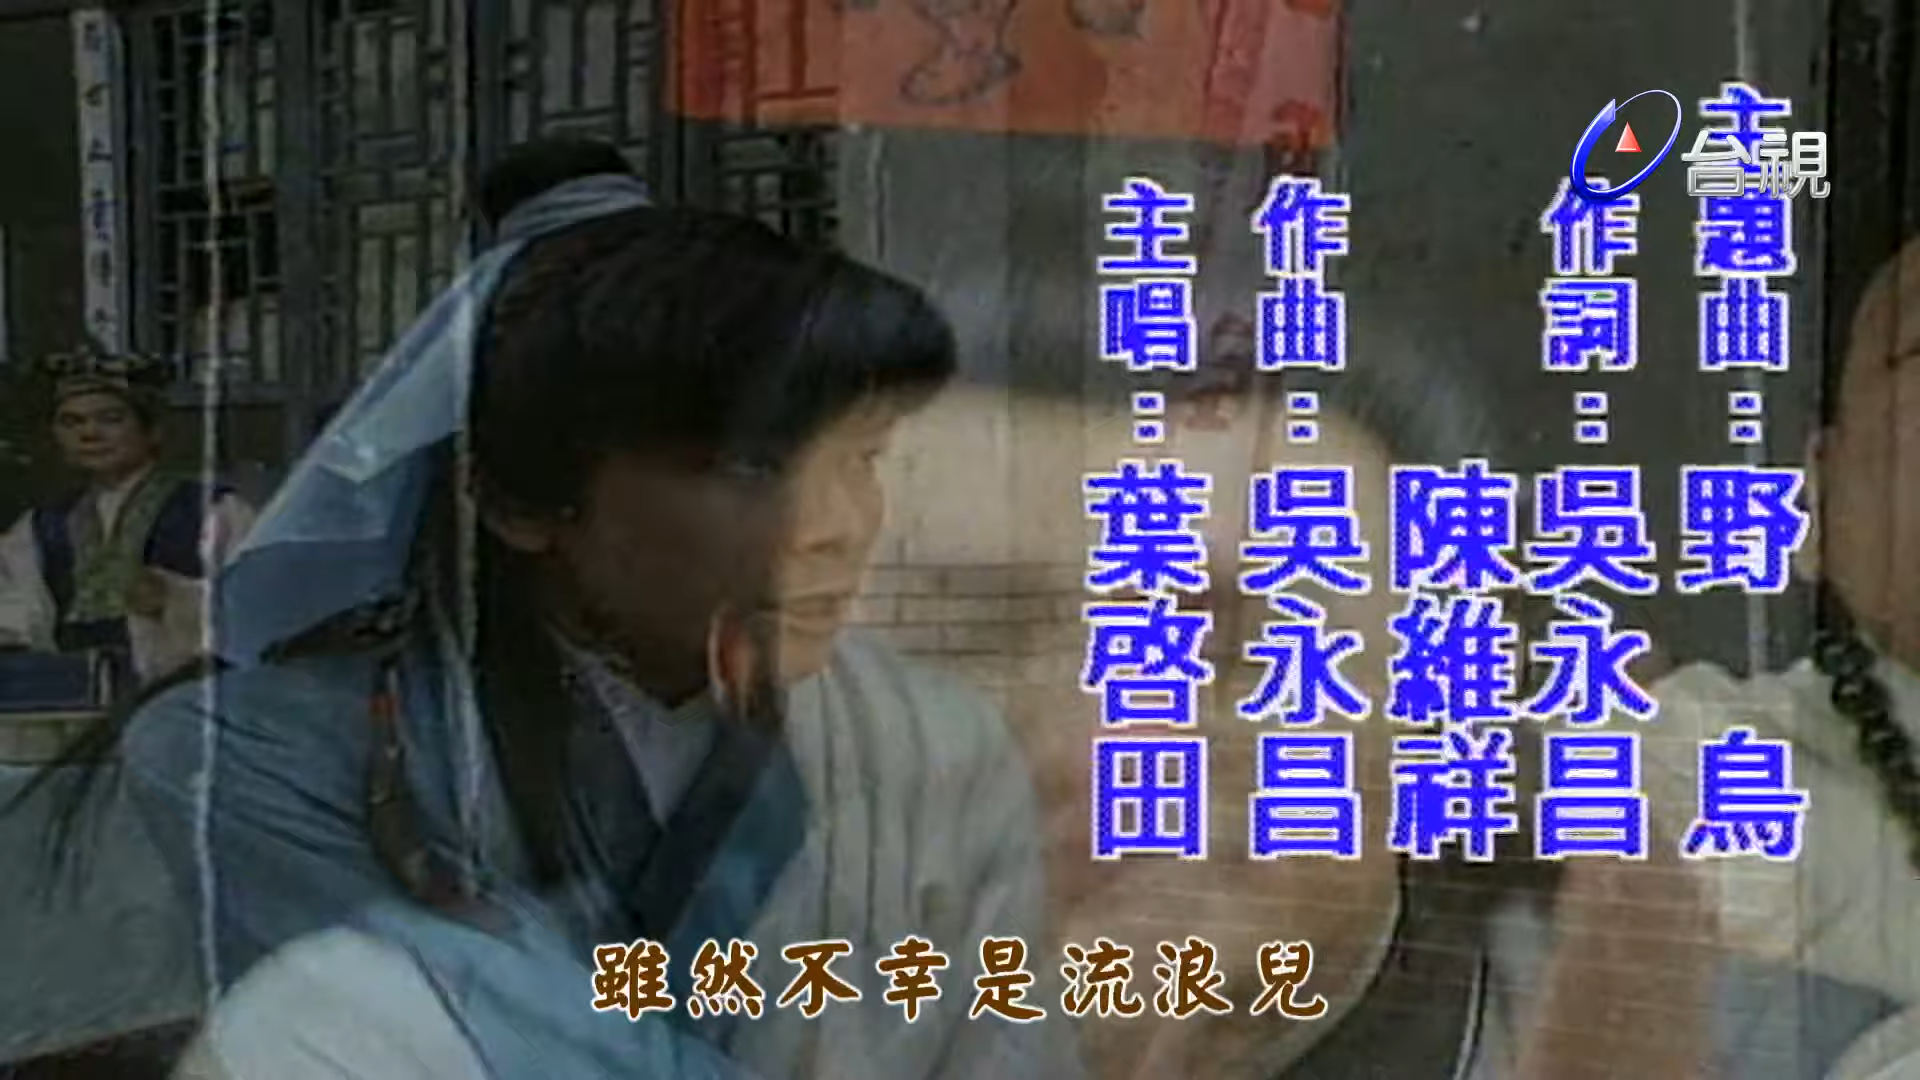 台視
主題曲：野鳥
作詞：吳永昌
陳維祥
作曲：吳永昌
主唱：葉啓田
雖然不幸是流浪兒